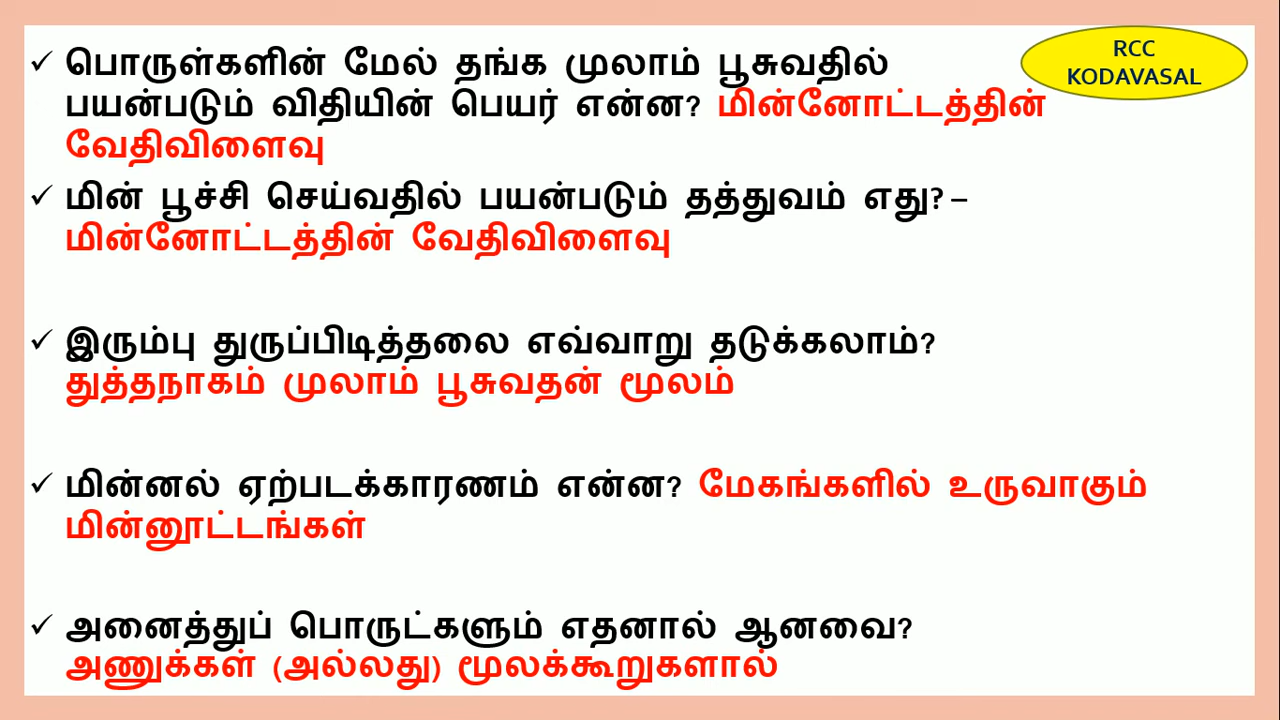 RCC
KODAVASAL
✓ பொருள்களின் மேல் தங்க முலாம் பூசுவதில்
பயன்படும் விதியின் பெயர் என்ன? மின்னோட்டத்தின்
வேதிவிளைவு
✓ மின் பூச்சி செய்வதில் பயன்படும் தத்துவம் எது? –
மின்னோட்டத்தின் வேதிவிளைவு
✓ இரும்பு துருப்பிடித்தலை எவ்வாறு தடுக்கலாம்?
துத்தநாகம் முலாம் பூசுவதன் மூலம்
✓ மின்னல் ஏற்படக்காரணம் என்ன? மேகங்களில் உருவாகும்
மின்னூட்டங்கள்
✓ அனைத்துப் பொருட்களும் எதனால் ஆனவை?
அணுக்கள் (அல்லது) மூலக்கூறுகளால்